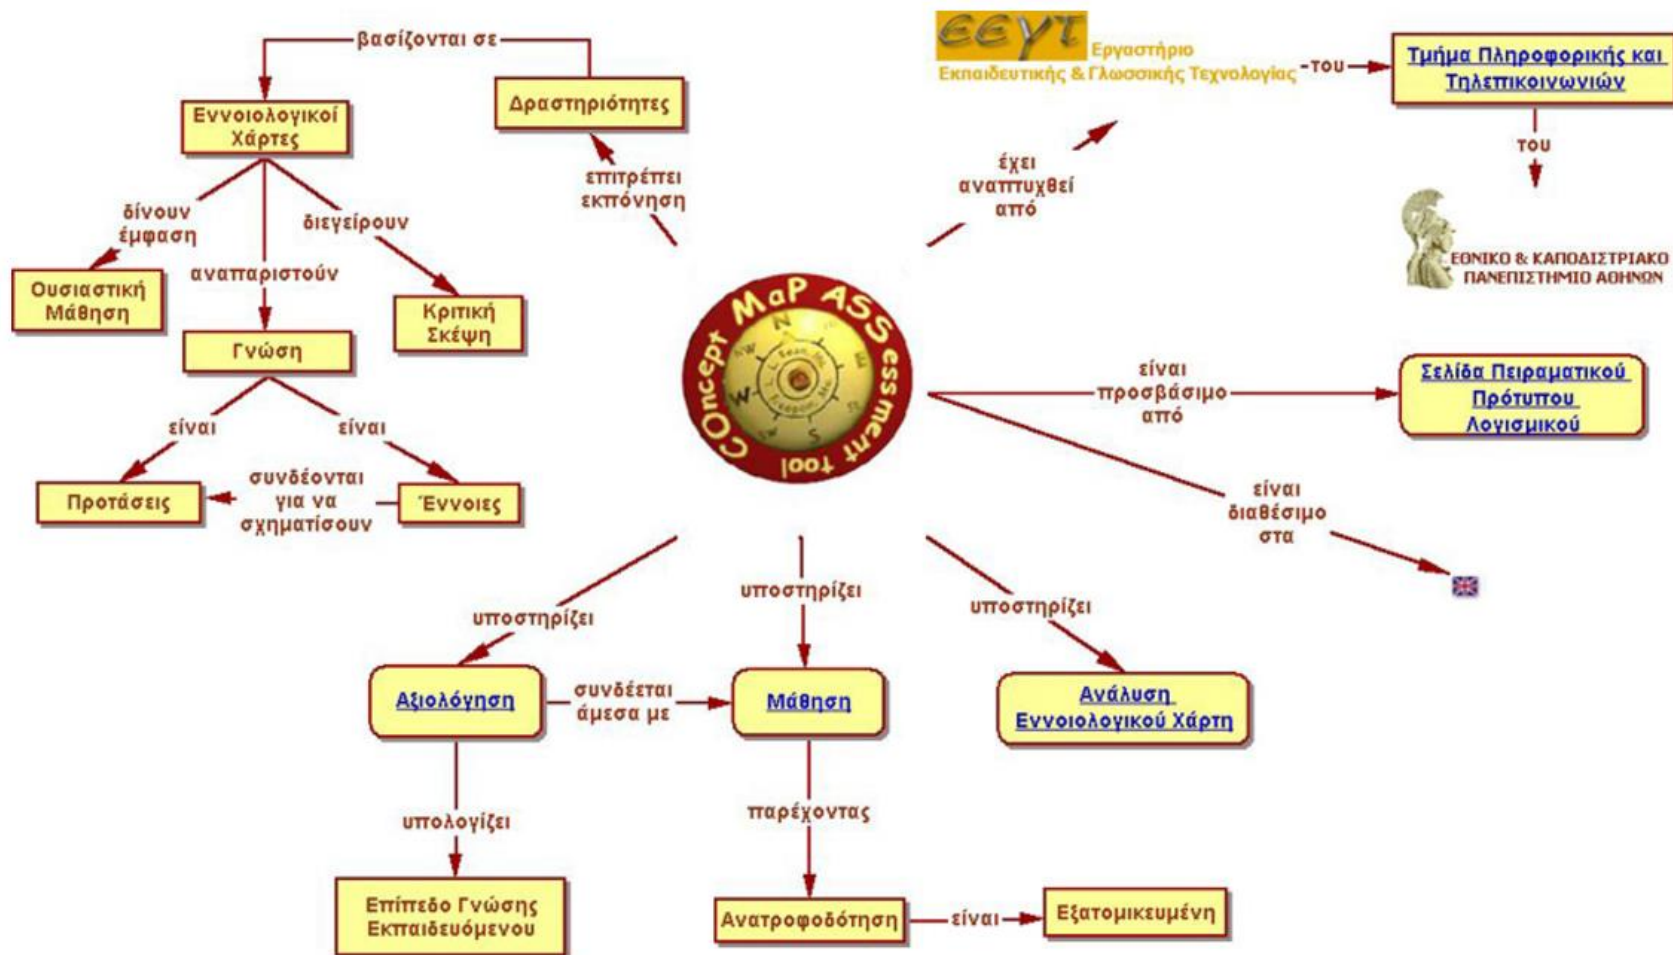 βασίζονται σε
Εννοιολογικοί
Χάρτες
Δραστηριότητες
επιτρέπει
εκπόνηση
δίνουν
έμφαση
διεγείρουν
αναπαριστούν
Ουσιαστική
Μάθηση
Κριτική
Σκέψη
Γνώση
είναι
είναι
Προτάσεις
συνδέονται
για να
σχηματίσουν
Έννοιες
ΕΕΥΤ
Εργαστήριο
Εκπαιδευτικής & Γλωσσικής Τεχνολογίας
του
Τμήμα Πληροφορικής και
Τηλεπικοινωνιών
του
έχει
αναπτυχθεί
από
ΕΘΝΙΚΟ & ΚΑΠΟΔΙΣΤΡΙΑΚΟ
ΠΑΝΕΠΙΣΤΗΜΙΟ ΑΘΗΝΩΝ
COncept MaP ASSessment tool
N
W
S
είναι
προσβάσιμο
από
Σελίδα Πειραματικού
Πρότυπου
Λογισμικού
είναι
διαθέσιμο
στα
υποστηρίζει
υποστηρίζει
υποστηρίζει
Αξιολόγηση
συνδέεται
άμεσα με
Μάθηση
Ανάλυση
Εννοιολογικού Χάρτη
υπολογίζει
παρέχοντας
Επίπεδο Γνώσης
Εκπαιδευόμενου
Ανατροφοδότηση
είναι
Εξατομικευμένη